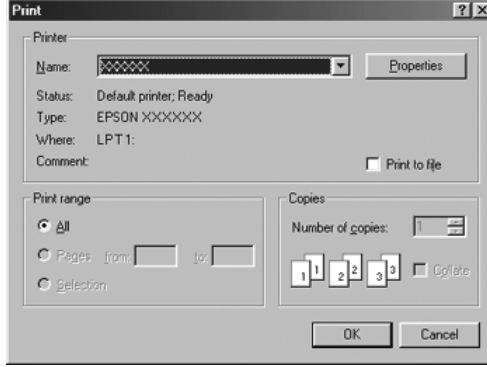 Print
Printer
Name: XXXXXX Properties
Status: Default printer; Ready
Type: EPSON XXXXXX
Where: LPT1:
Comment: Print to file
Print range
All
Pages from: to:
Selection
Copies
Number of copies: 1
1 1 2 2 3 3 Collate
OK Cancel